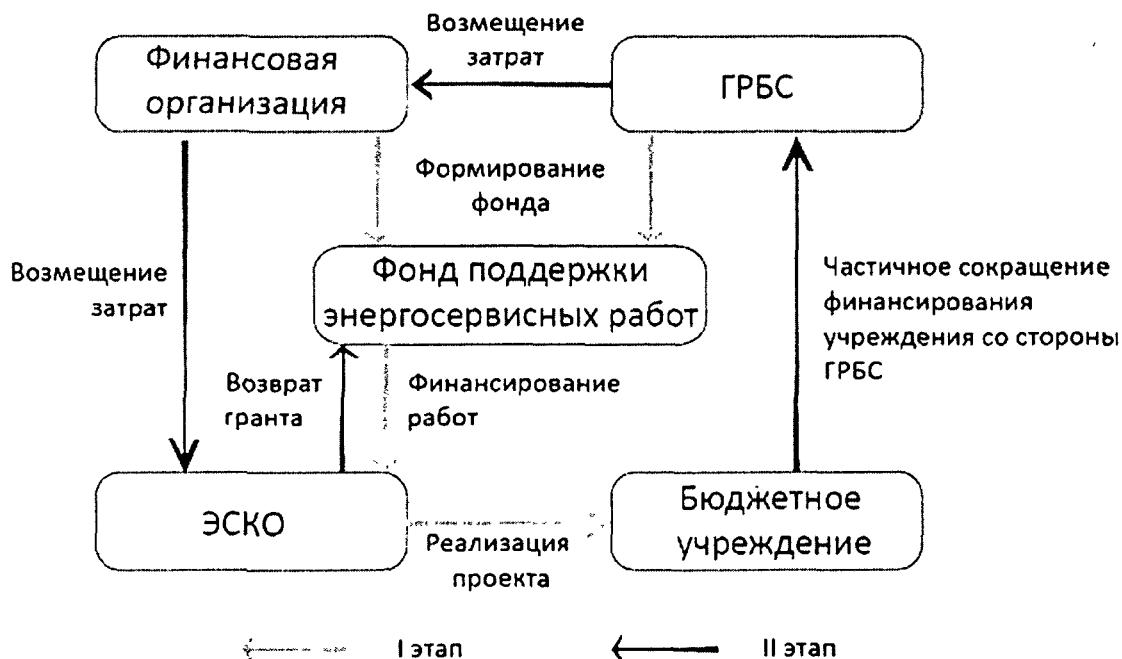 Возмещение
затрат
Финансовая
организация
ГРБС
Формирование
фонда
Фонд поддержки
энергосервисных работ
Возмещение
затрат
Частичное сокращение
финансирования
учреждения со стороны
ГРБС
Возврат
гранта
Финансирование
работ
ЭСКО
Реализация
проекта
Бюджетное
учреждение
I этап
II этап